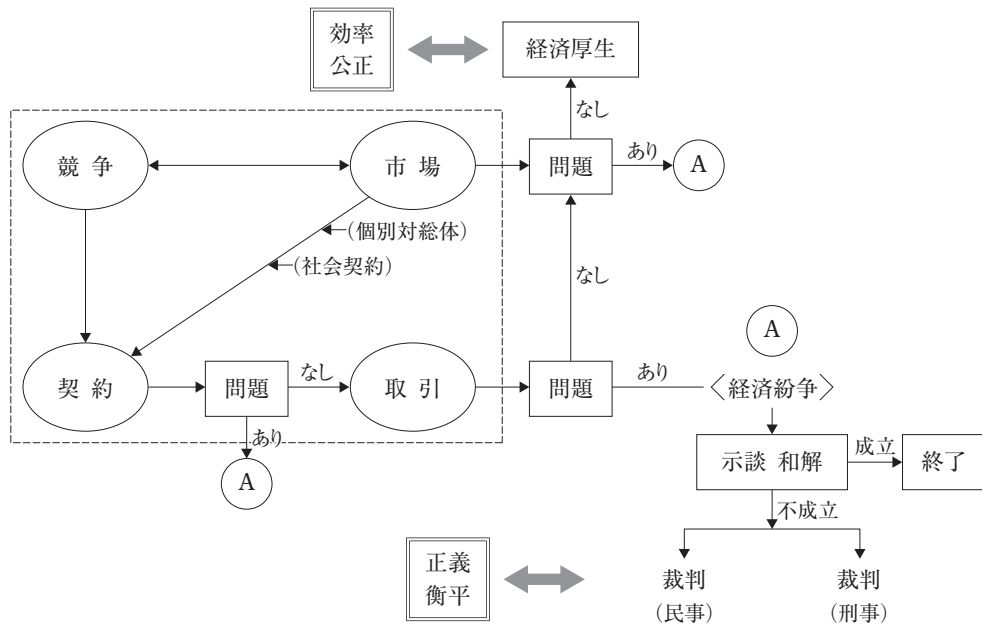 効率
公正
経済厚生
なし
競 争
市 場
問題
あり
A
(個別対総体)
(社会契約)
なし
A
契 約
問題
なし
取 引
問題
あり
〈経済紛争〉
あり
A
示談 和解
成立
終了
不成立
正義
衡平
裁判
(民事)
裁判
(刑事)